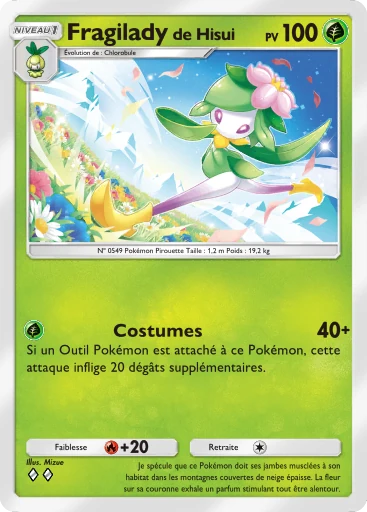 NIVEAU 1
Fragilady de Hisui PV 100
Évolution de : Chlorobule
N° 0549 Pokémon Pirouette Taille : 1,2 m Poids : 19,2 kg
Costumes 40+
Si un Outil Pokémon est attaché à ce Pokémon, cette
attaque inflige 20 dégâts supplémentaires.
Faiblesse +20 Retraite
Illus. Mizue
Je spécule que ce Pokémon doit ses jambes musclées à son
habitat dans les montagnes couvertes de neige épaisse. La fleur
sur sa couronne exhale un parfum stimulant tout être alentour.